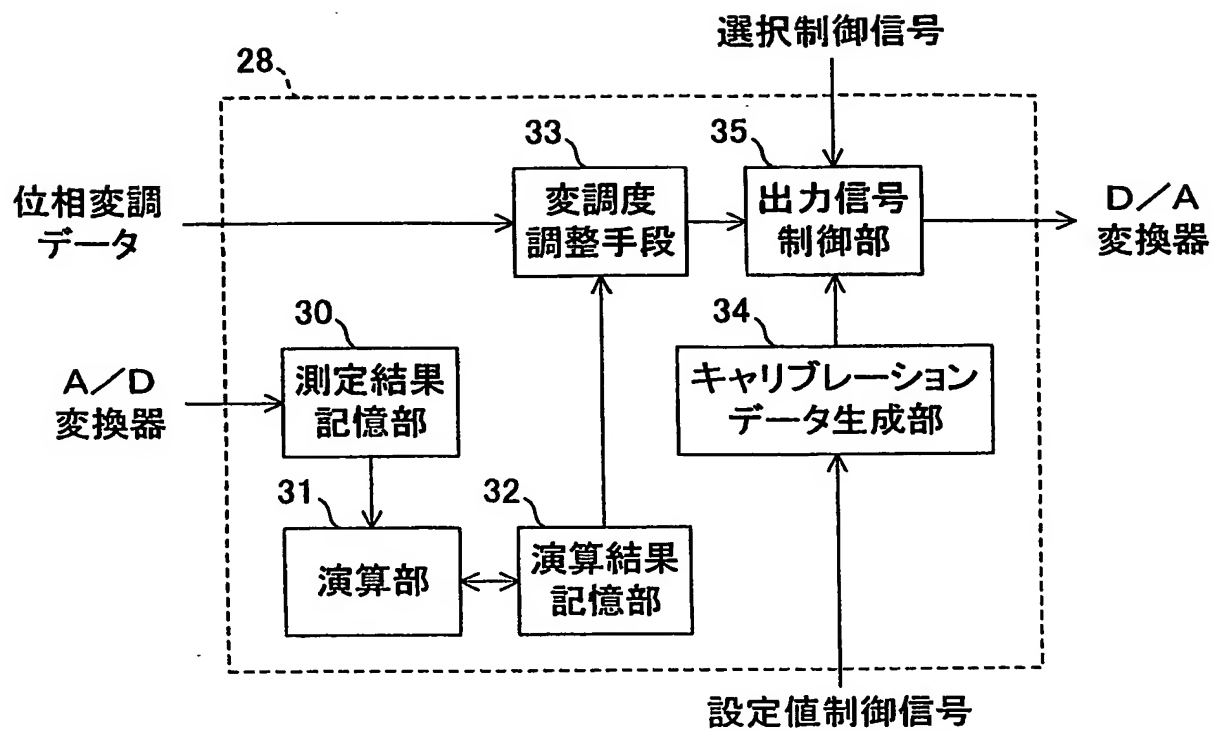 選択制御信号
28
33
35
位相変調
データ
変調度
調整手段
出力信号
制御部
D/A
変換器
30
34
A/D
変換器
測定結果
記憶部
キャリブレーション
データ生成部
31
32
演算部
演算結果
記憶部
設定値制御信号